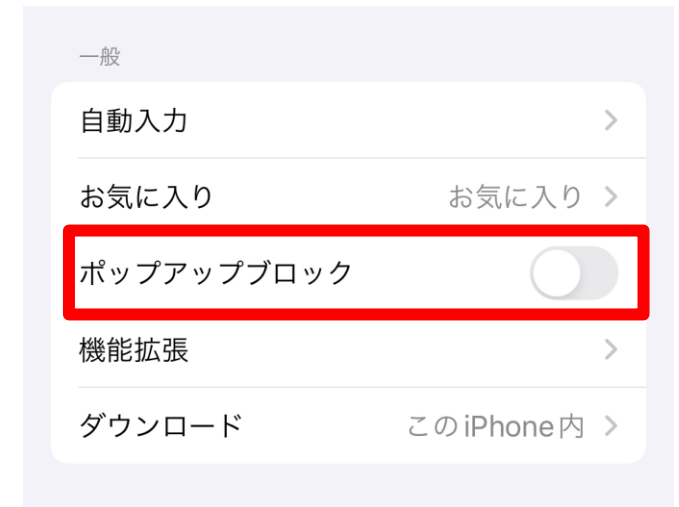 一般
自動入力
お気に入り お気に入り
ポップアップブロック
機能拡張
ダウンロード このiPhone内